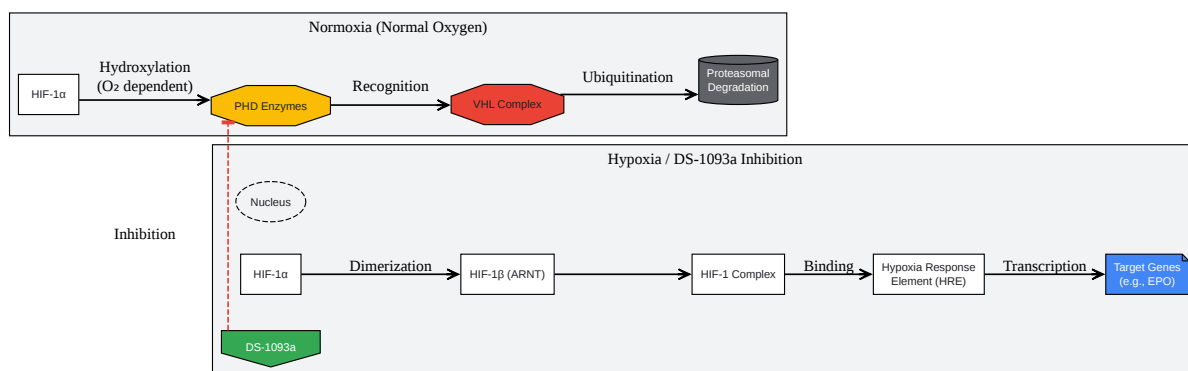 Normoxia (Normal Oxygen)
HIF-1α
Hydroxylation
(O₂ dependent)
PHD Enzymes
Recognition
VHL Complex
Ubiquitination
Proteasomal
Degradation
Hypoxia / DS-1093a Inhibition
Nucleus
Inhibition
HIF-1α
Dimerization
HIF-1β (ARNT)
HIF-1 Complex
Binding
Hypoxia Response
Element (HRE)
Transcription
Target Genes
(e.g., EPO)
DS-1093a